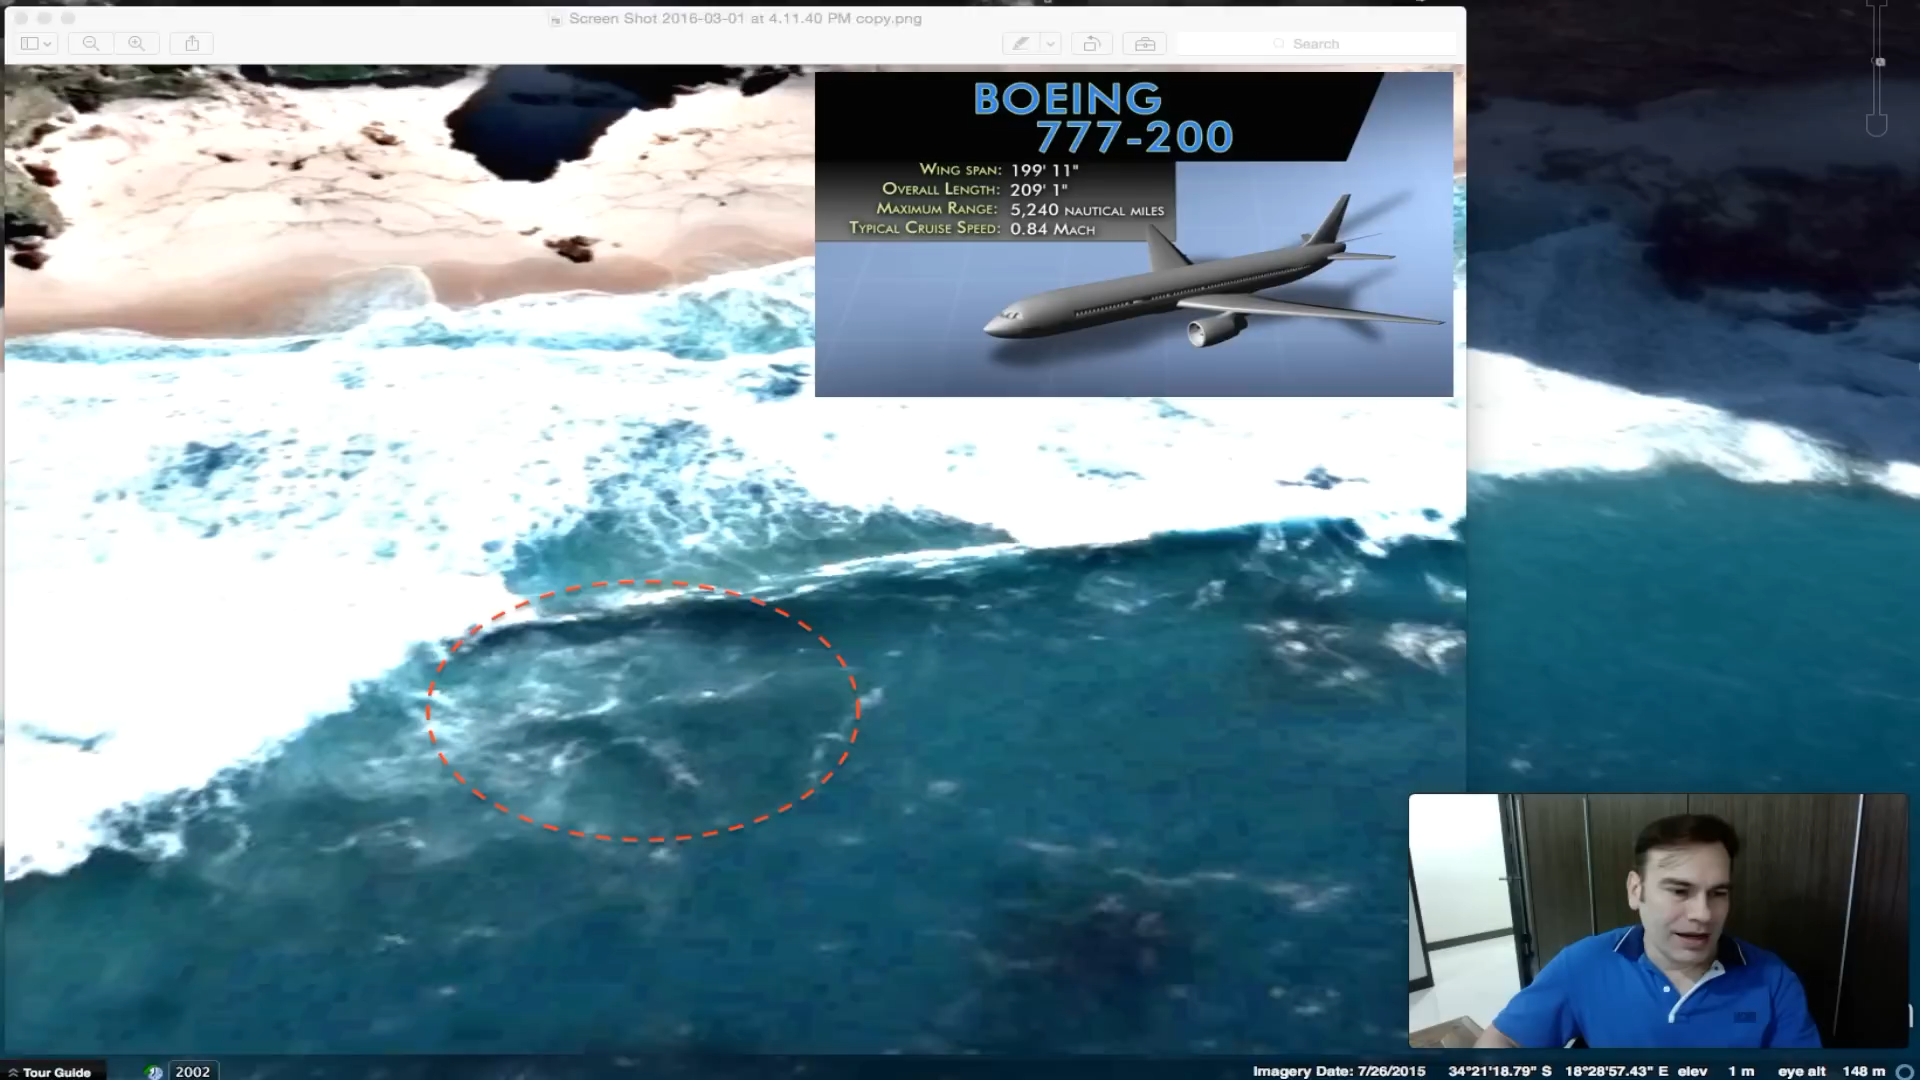 Screen Shot 2016-03-01 at 4.11.40 PM copy.png
Search
BOEING
777-200
WING SPAN: 199' 11"
OVERALL LENGTH: 209' 1"
MAXIMUM RANGE: 5,240 NAUTICAL MILES
TYPICAL CRUISE SPEED: 0.84 MACH
Tour Guide
2002
Imagery Date: 7/26/2015 34°21'18.79" S 18°28'57.43" E elev 1 m eye alt 148 m